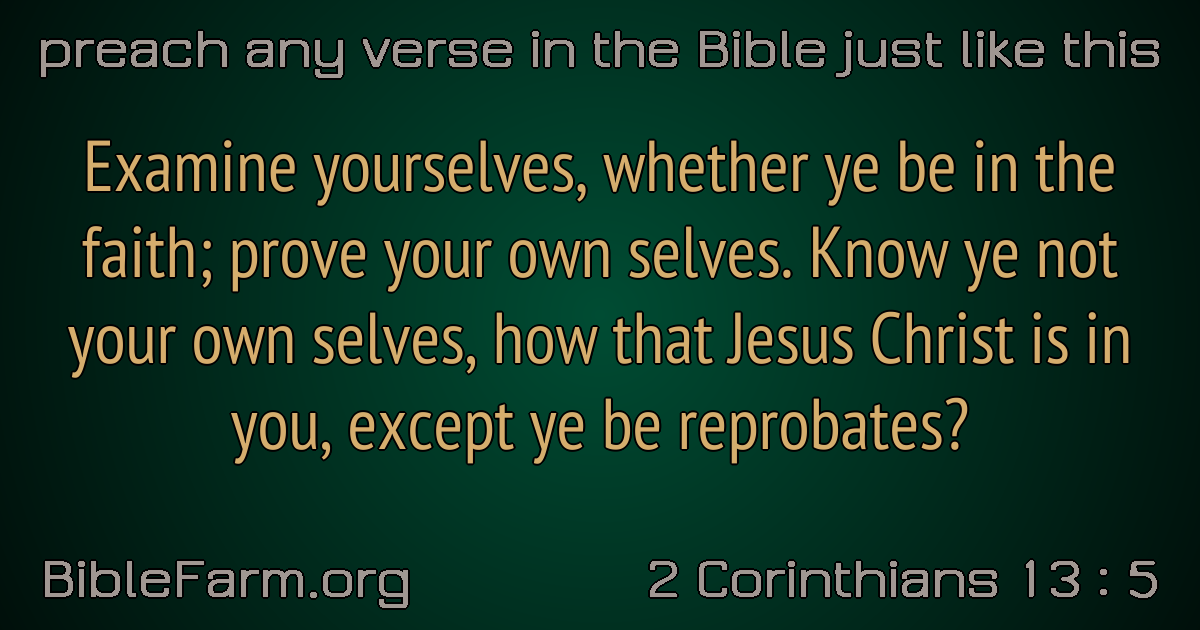 preach any verse in the Bible just like this
Examine yourselves, whether ye be in the
faith; prove your own selves. Know ye not
your own selves, how that Jesus Christ is in
you, except ye be reprobates?
BibleFarm.org 2 Corinthians 13 : 5